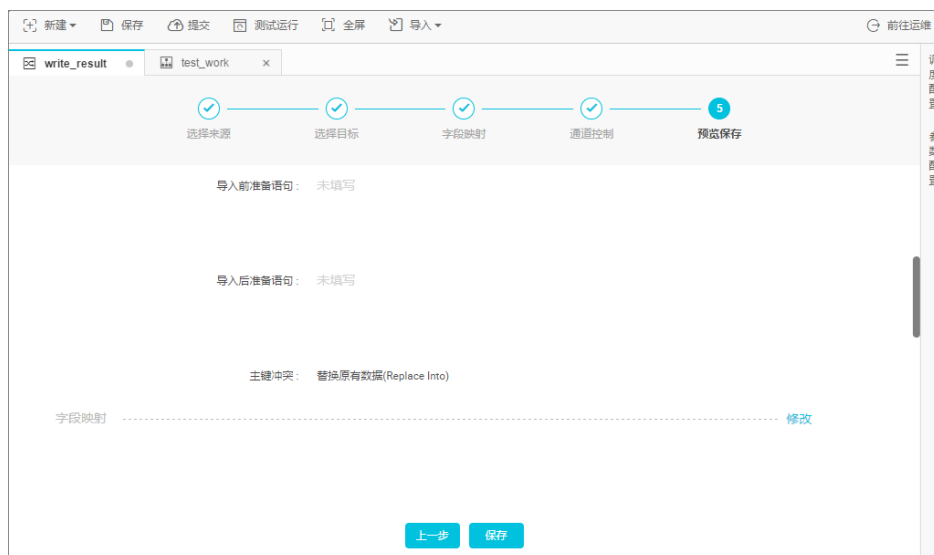 新建 保存 提交 测试运行 全屏 导入 前往运维
write_result test_work
选择来源 选择目标 字段映射 通道控制 5 预览保存
导入前准备语句： 未填写
导入后准备语句： 未填写
主键冲突： 替换原有数据(Replace Into)
字段映射 修改
上一步 保存